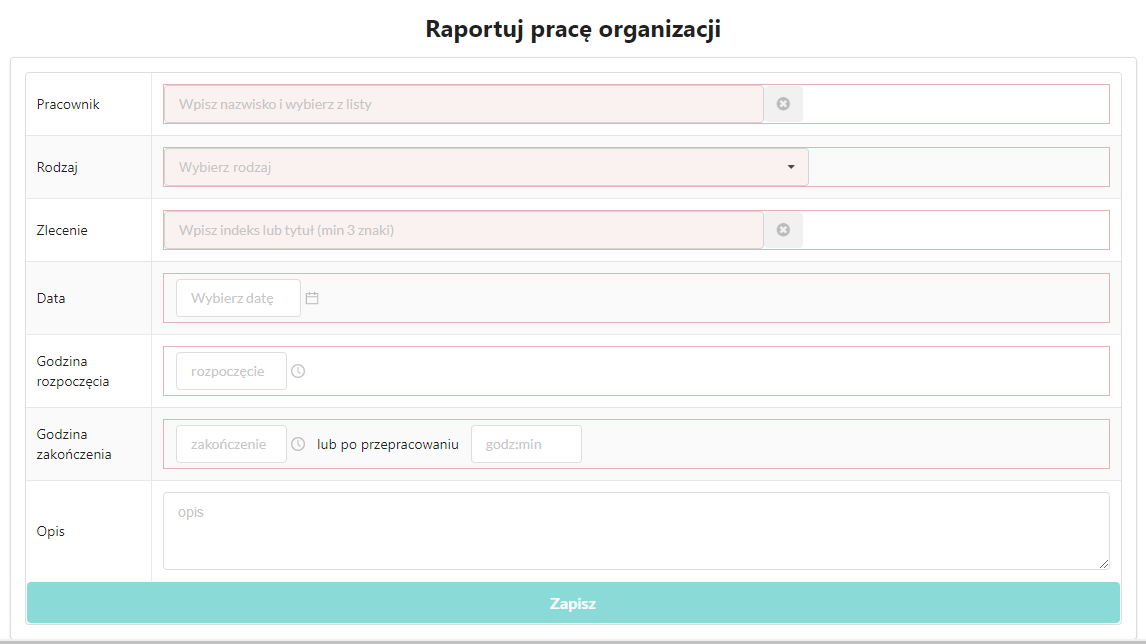 Raportuj pracę organizacji
Pracownik
Wpisz nazwisko i wybierz z listy
Rodzaj
Wybierz rodzaj
Zlecenie
Wpisz indeks lub tytuł (min 3 znaki)
Data
Wybierz datę
Godzina
rozpoczęcia
rozpoczęcie
Godzina
zakończenia
zakończenie lub po przepracowaniu godz:min
Opis
opis
Zapisz